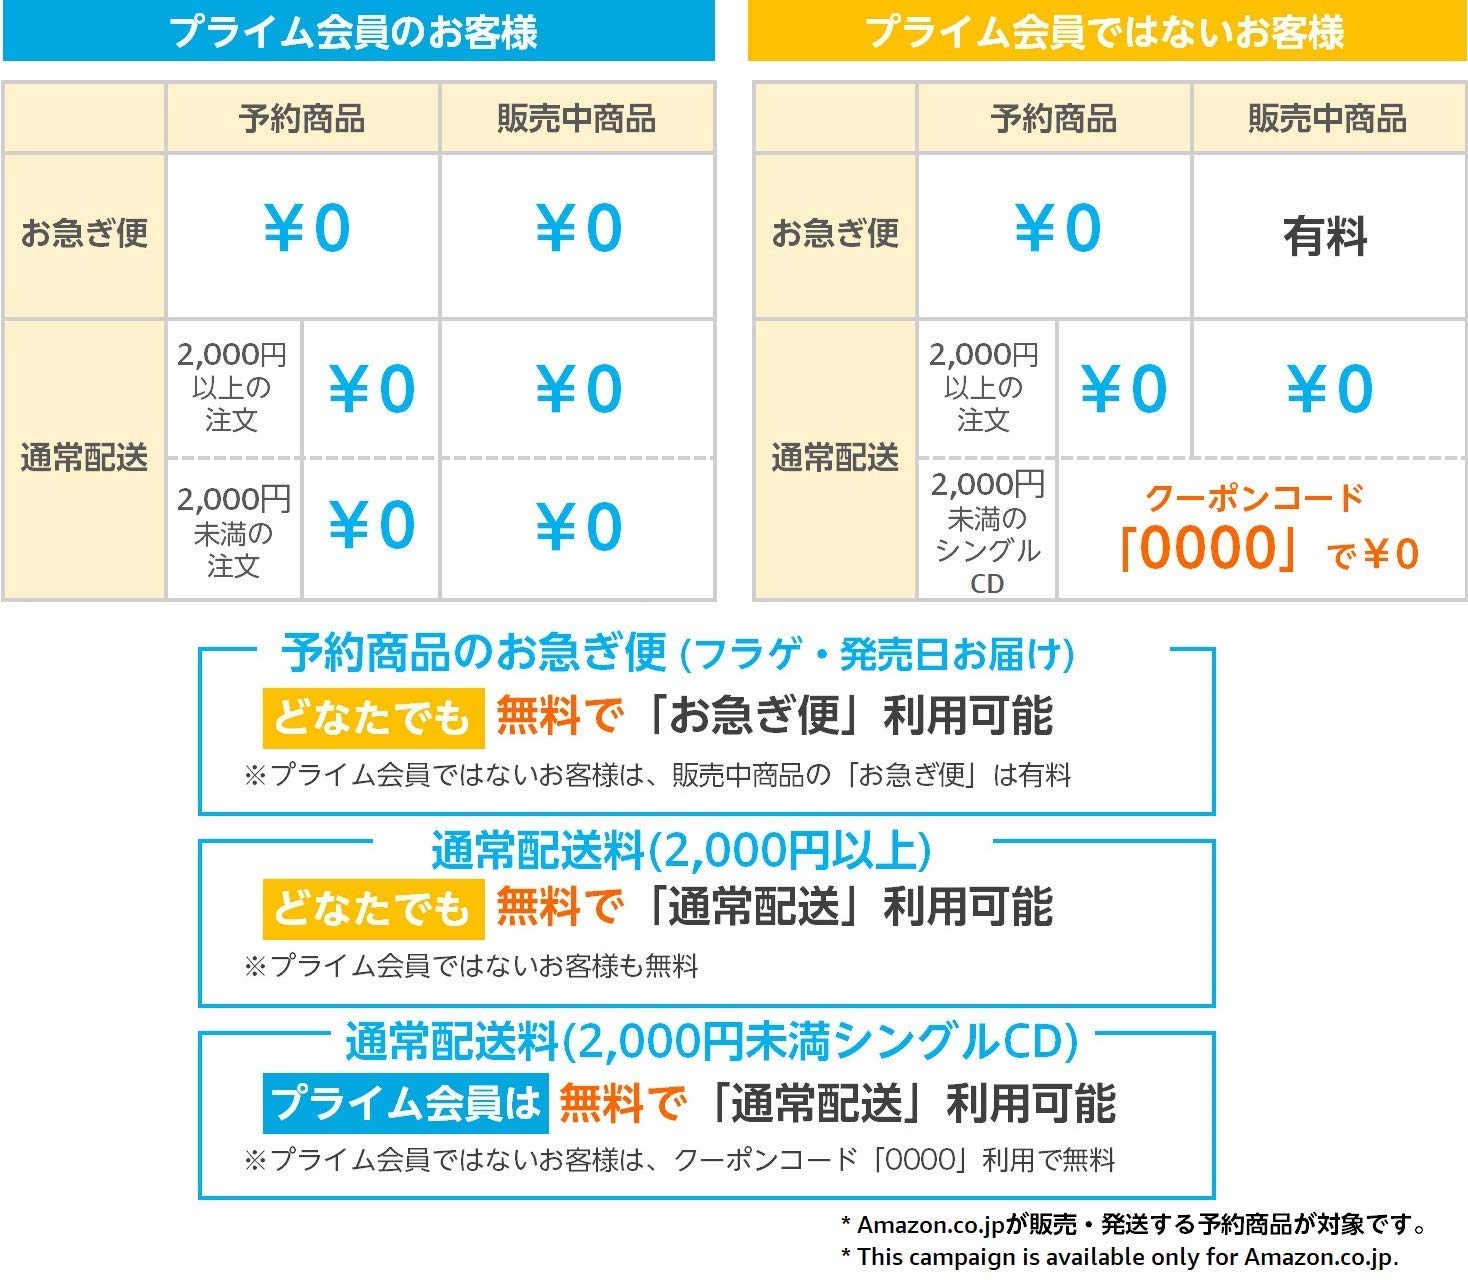 プライム会員のお客様
予約商品
販売中商品
お急ぎ便
¥0
¥0
通常配送
2,000円
以上の
注文
¥0
¥0
2,000円
未満の
注文
¥0
¥0
プライム会員ではないお客様
予約商品
販売中商品
お急ぎ便
¥0
有料
通常配送
2,000円
以上の
注文
¥0
¥0
2,000円
未満の
シングル
CD
クーポンコード
「0000」で¥0
予約商品のお急ぎ便 (フラゲ・発売日お届け)
どなたでも 無料で「お急ぎ便」利用可能
※プライム会員ではないお客様は、販売中商品の「お急ぎ便」は有料
通常配送料(2,000円以上)
どなたでも 無料で「通常配送」利用可能
※プライム会員ではないお客様も無料
通常配送料(2,000円未満シングルCD)
プライム会員は 無料で「通常配送」利用可能
※プライム会員ではないお客様は、クーポンコード「0000」利用で無料
* Amazon.co.jpが販売・発送する予約商品が対象です。
* This campaign is available only for Amazon.co.jp.